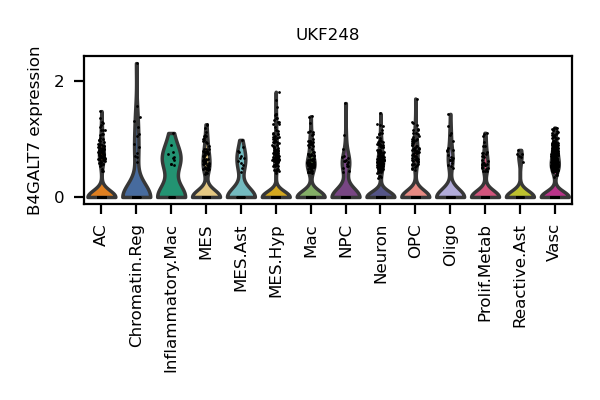 UKF248
B4GALT7 expression
2
0
AC
Chromatin.Reg
Inflammatory.Mac
MES
MES.Ast
MES.Hyp
Mac
NPC
Neuron
OPC
Oligo
Prolif.Metab
Reactive.Ast
Vasc